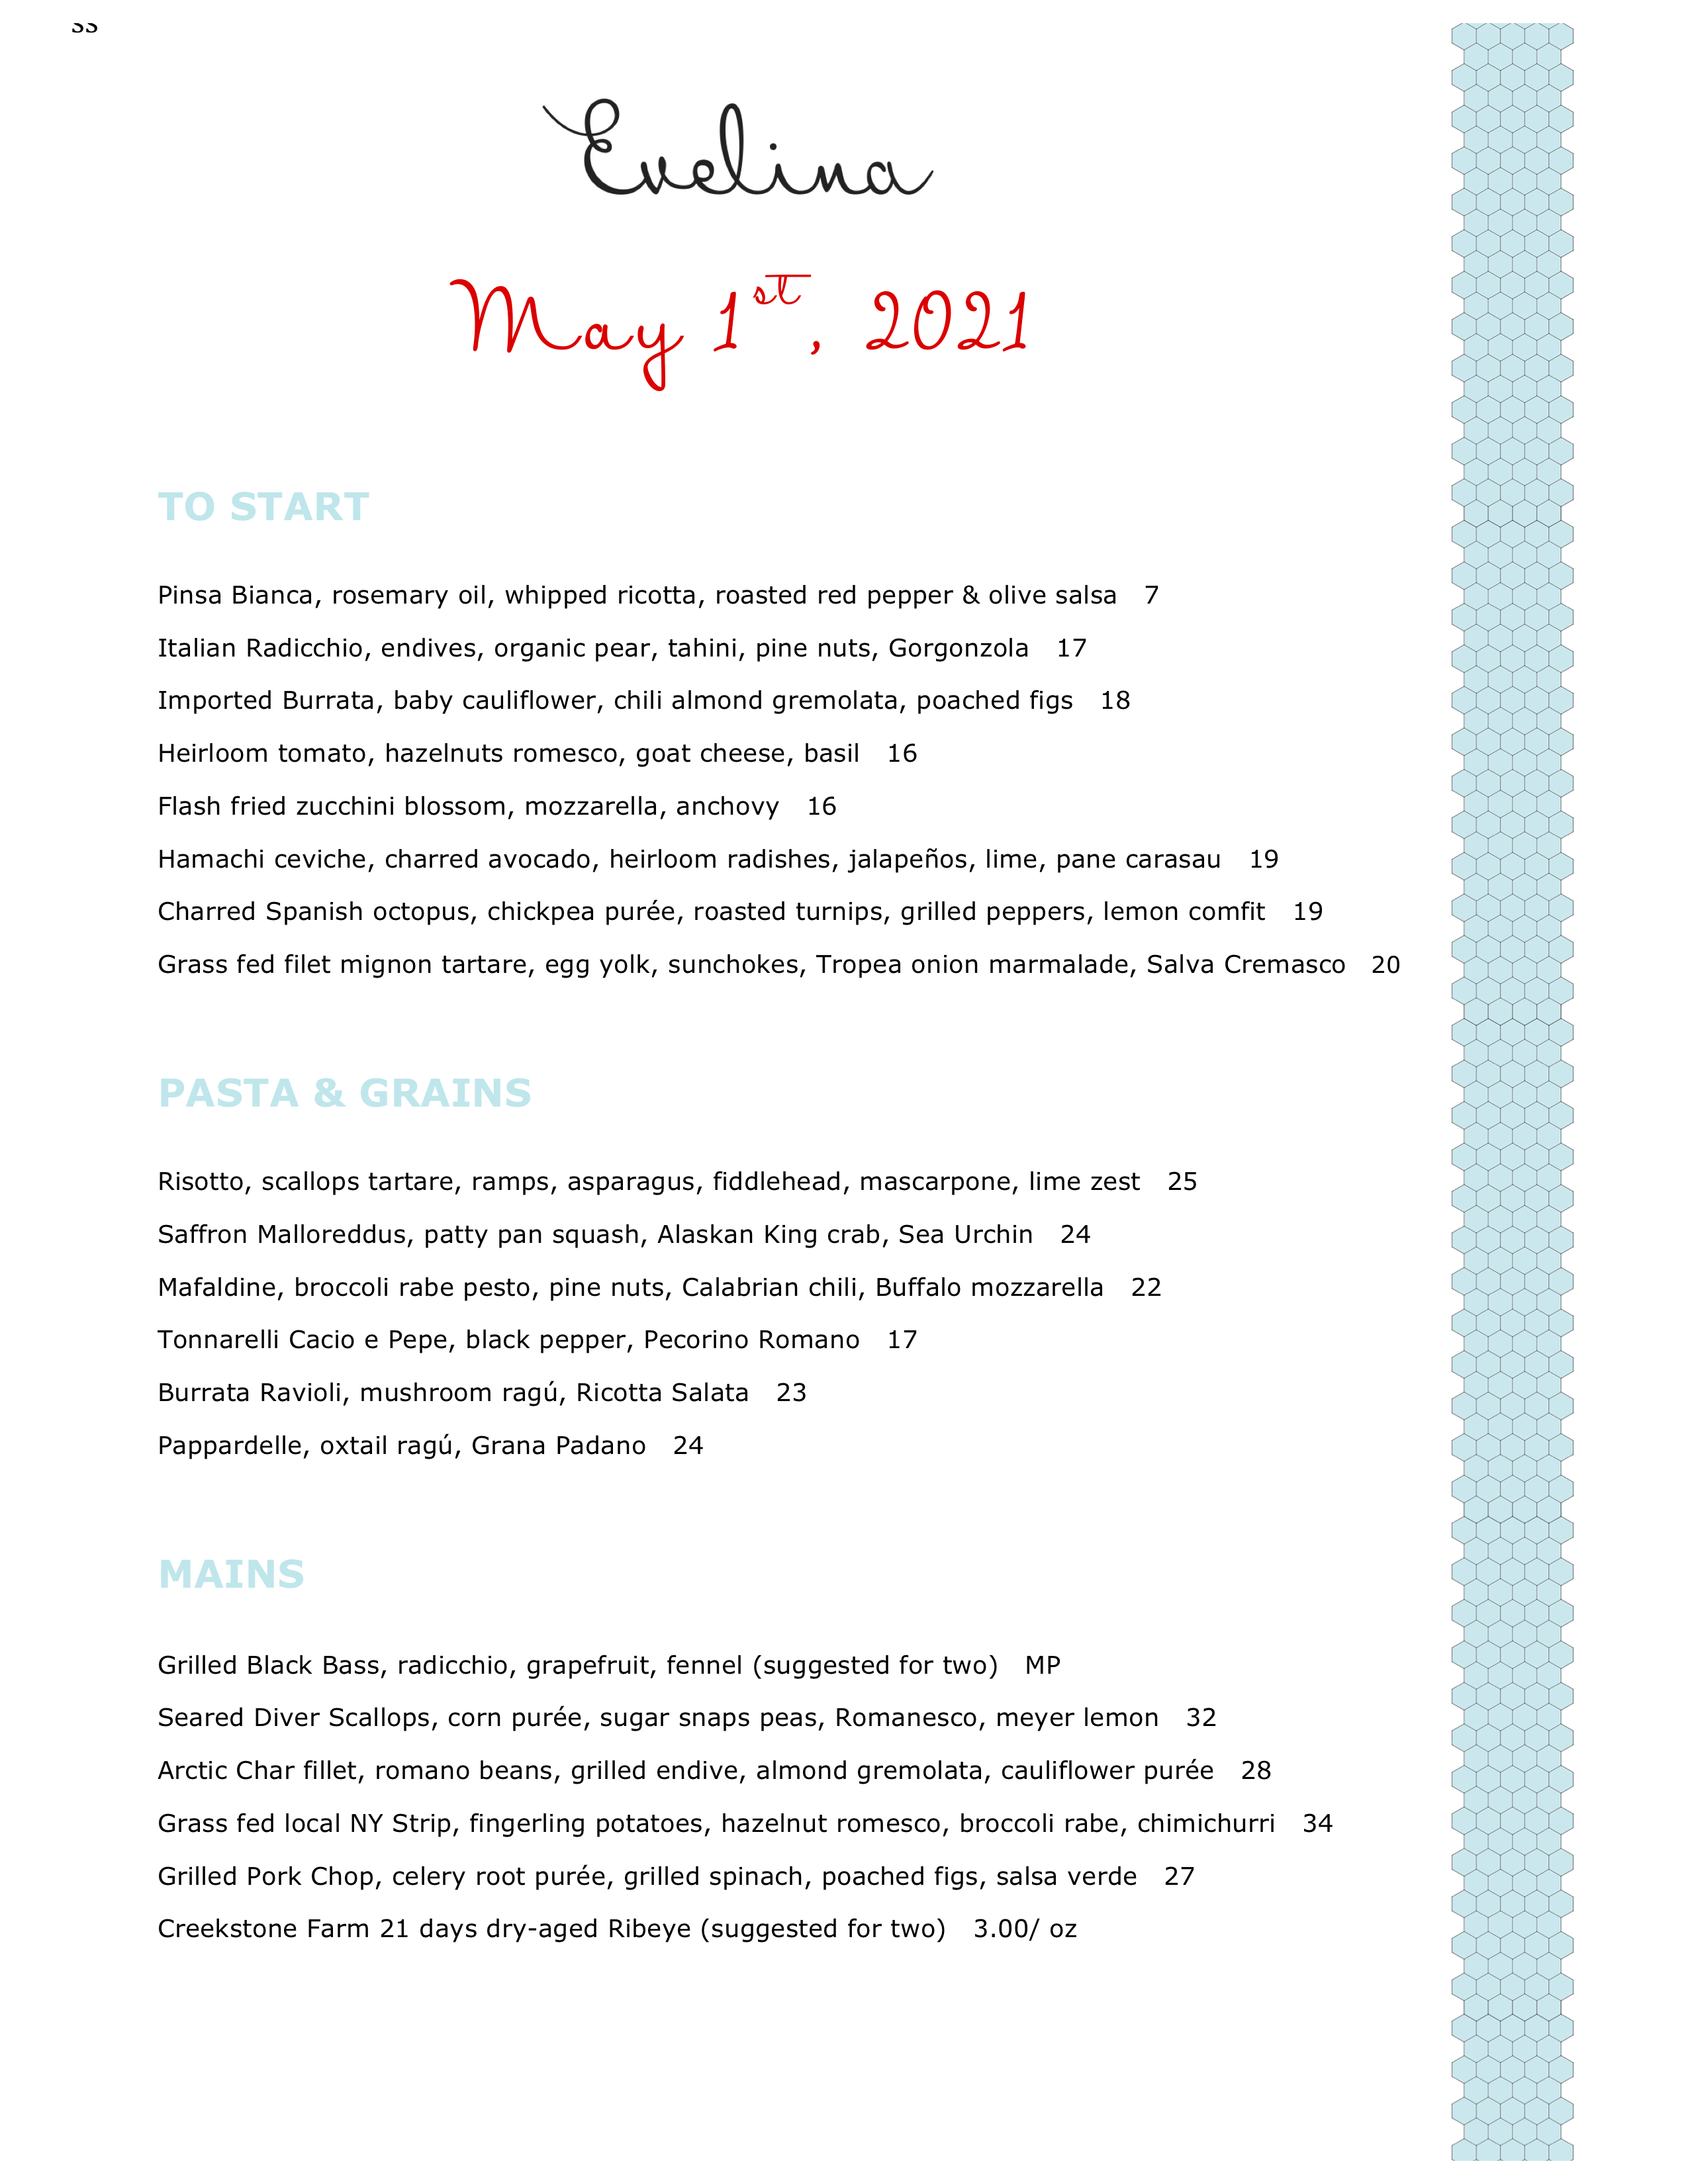 ss
Evelina
May 1st, 2021
TO START
Pinsa Bianca, rosemary oil, whipped ricotta, roasted red pepper & olive salsa 7
Italian Radicchio, endives, organic pear, tahini, pine nuts, Gorgonzola 17
Imported Burrata, baby cauliflower, chili almond gremolata, poached figs 18
Heirloom tomato, hazelnuts romesco, goat cheese, basil 16
Flash fried zucchini blossom, mozzarella, anchovy 16
Hamachi ceviche, charred avocado, heirloom radishes, jalapeños, lime, pane carasau 19
Charred Spanish octopus, chickpea purée, roasted turnips, grilled peppers, lemon comfit 19
Grass fed filet mignon tartare, egg yolk, sunchokes, Tropea onion marmalade, Salva Cremasco 20
PASTA & GRAINS
Risotto, scallops tartare, ramps, asparagus, fiddlehead, mascarpone, lime zest 25
Saffron Malloreddus, patty pan squash, Alaskan King crab, Sea Urchin 24
Mafaldine, broccoli rabe pesto, pine nuts, Calabrian chili, Buffalo mozzarella 22
Tonnarelli Cacio e Pepe, black pepper, Pecorino Romano 17
Burrata Ravioli, mushroom ragú, Ricotta Salata 23
Pappardelle, oxtail ragú, Grana Padano 24
MAINS
Grilled Black Bass, radicchio, grapefruit, fennel (suggested for two) MP
Seared Diver Scallops, corn purée, sugar snaps peas, Romanesco, meyer lemon 32
Arctic Char fillet, romano beans, grilled endive, almond gremolata, cauliflower purée 28
Grass fed local NY Strip, fingerling potatoes, hazelnut romesco, broccoli rabe, chimichurri 34
Grilled Pork Chop, celery root purée, grilled spinach, poached figs, salsa verde 27
Creekstone Farm 21 days dry-aged Ribeye (suggested for two) 3.00/ oz